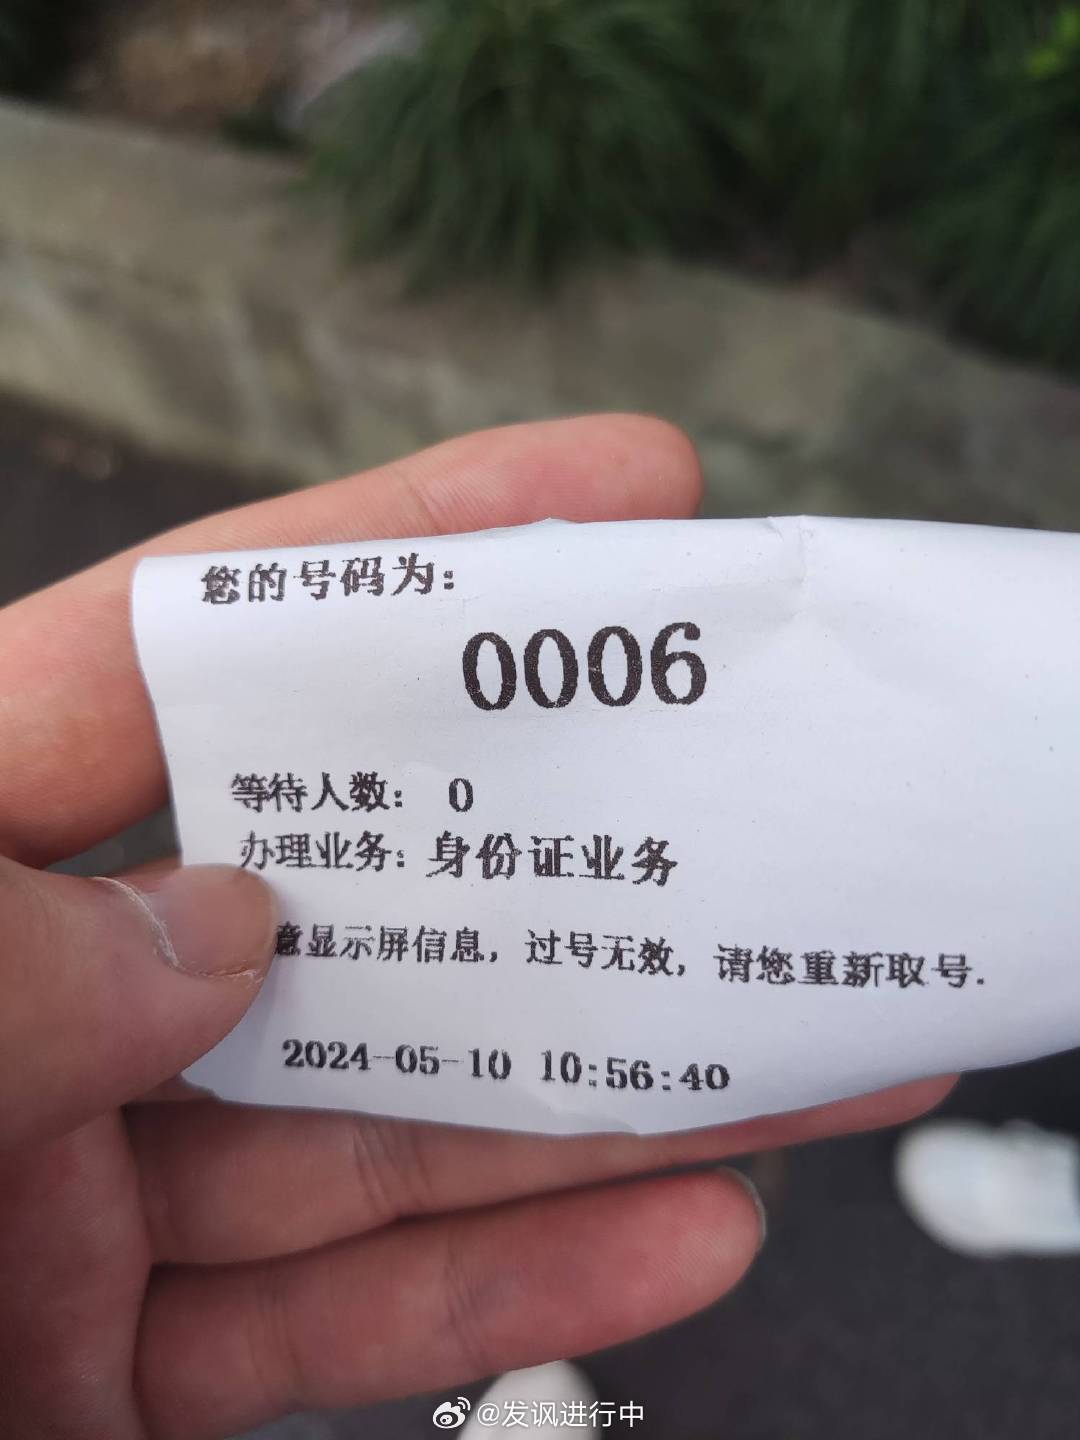 您的号码为:
0006
等待人数: 0
办理业务: 身份证业务
意显示屏信息, 过号无效, 请您重新取号.
2024-05-10 10:56:40
@发讽进行中